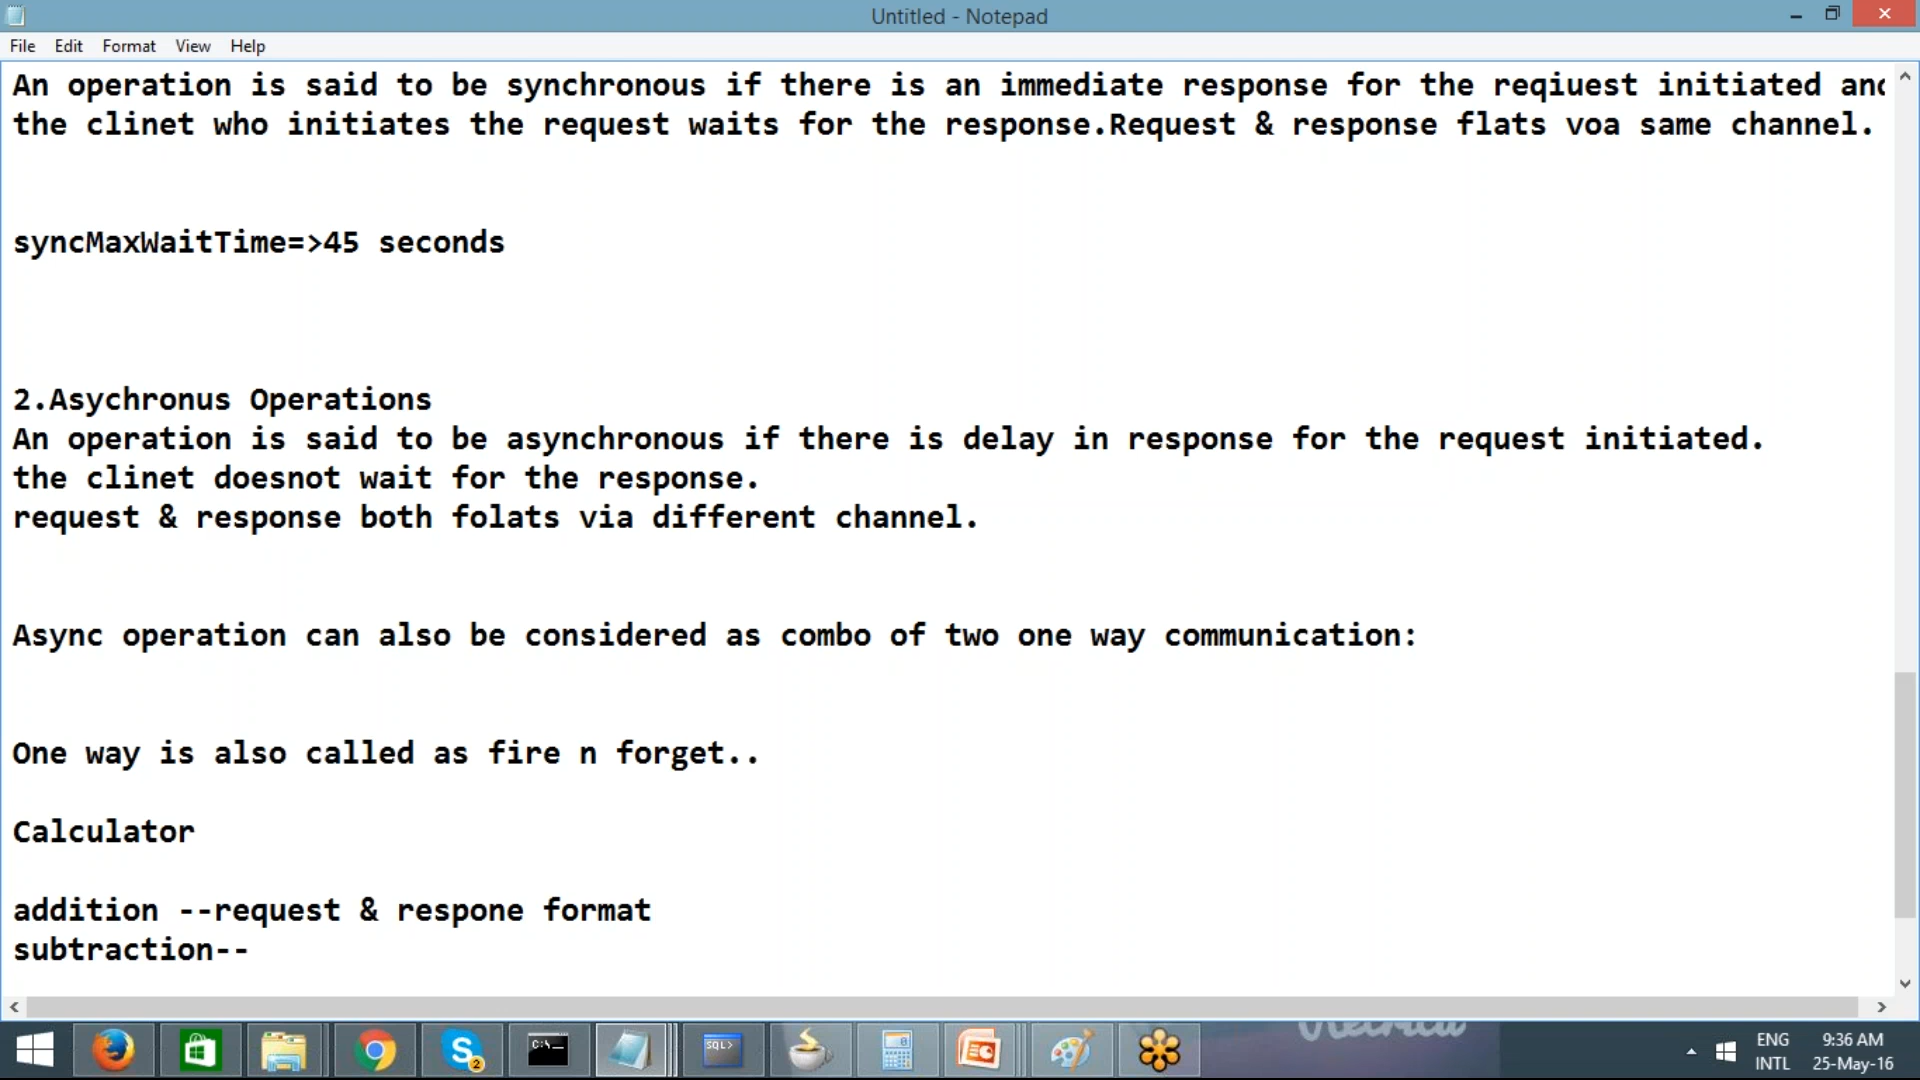 Untitled - Notepad
File Edit Format View Help
An operation is said to be synchronous if there is an immediate response for the reqiuest initiated and
the clinet who initiates the request waits for the response.Request & response flats voa same channel.
syncMaxWaitTime=>45 seconds
2.Asychronus Operations
An operation is said to be asynchronous if there is delay in response for the request initiated.
the clinet doesnot wait for the response.
request & response both folats via different channel.
Async operation can also be considered as combo of two one way communication:
One way is also called as fire n forget..
Calculator
addition --request & respone format
subtraction--
C:\_
SQL>
S
2
ENG 9:36 AM
INTL 25-May-16